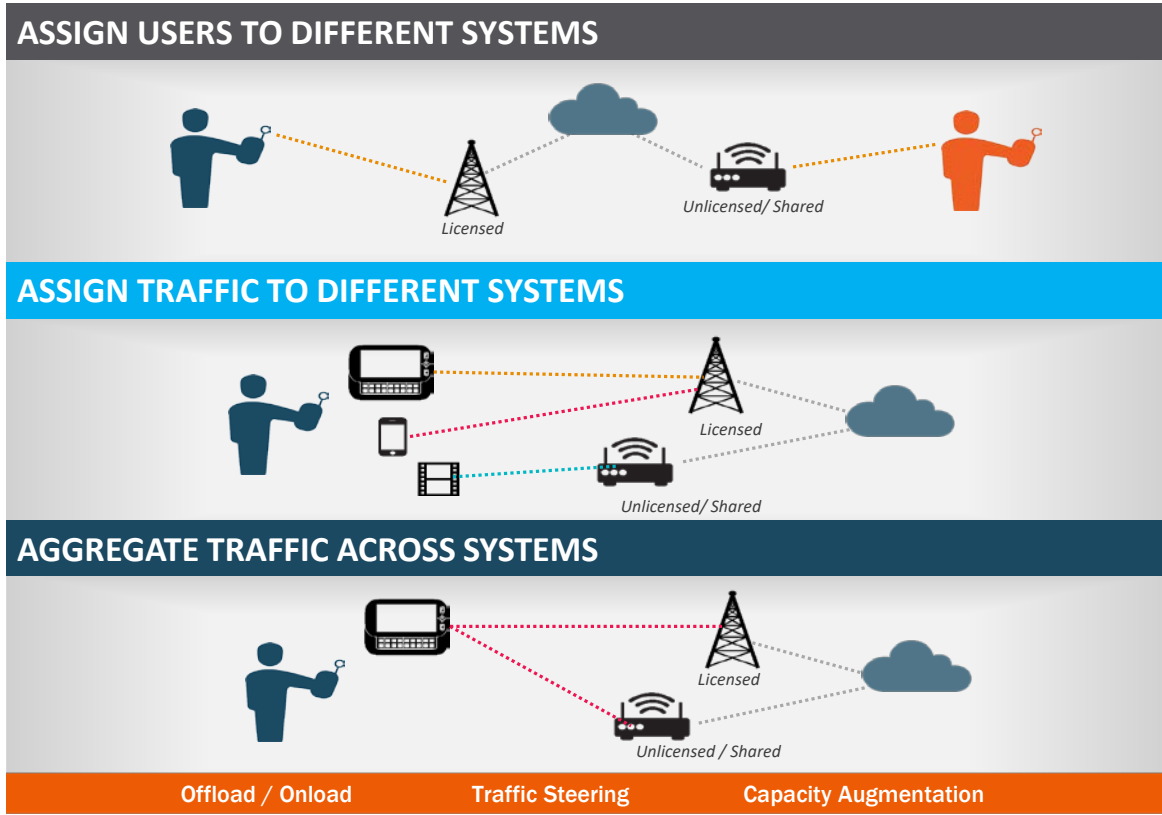 ASSIGN USERS TO DIFFERENT SYSTEMS
Licensed
Unlicensed/ Shared
ASSIGN TRAFFIC TO DIFFERENT SYSTEMS
Licensed
Unlicensed/ Shared
AGGREGATE TRAFFIC ACROSS SYSTEMS
Licensed
Unlicensed / Shared
Offload / Onload Traffic Steering Capacity Augmentation